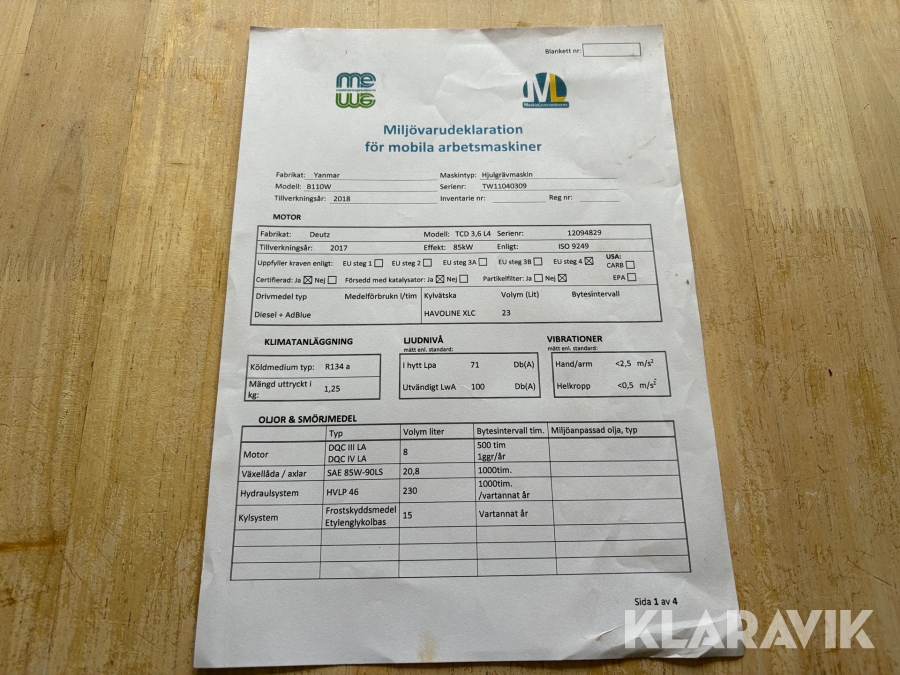 Blankett nr:
me
we
ML
Maskinleverantörerna
Miljövarudeklaration
för mobila arbetsmaskiner
Fabrikat: Yanmar Maskintyp: Hjulgrävmaskin
Modell: B110W Serienr: TW11040309
Tillverkningsår: 2018 Inventarie nr: Reg nr:
MOTOR
Fabrikat: Deutz Modell: TCD 3,6 L4 Serienr: 12094829
Tillverkningsår: 2017 Effekt: 85kW Enligt: ISO 9249
Uppfyller kraven enligt: EU steg 1 EU steg 2 EU steg 3A EU steg 3B EU steg 4 ☒ USA: CARB
Certifierad: Ja ☒ Nej Försedd med katalysator: Ja ☒ Nej Partikelfilter: Ja Nej ☒ EPA
Drivmedel typ Medelförbrukn l/tim Kylvätska Volym (Lit) Bytesintervall
Diesel + AdBlue HAVOLINE XLC 23
KLIMATANLÄGGNING
Köldmedium typ: R134 a
Mängd uttryckt i kg: 1,25
LJUDNIVÅ
mätt enl. standard:
I hytt Lpa 71 Db(A)
Utvändigt LwA 100 Db(A)
VIBRATIONER
mätt enl. standard:
Hand/arm <2,5 m/s²
Helkropp <0,5 m/s²
OLJOR & SMÖRJMEDEL
Typ Volym liter Bytesintervall tim. Miljöanpassad olja, typ
Motor DQC III LA DQC IV LA 8 500 tim 1ggr/år
Växellåda / axlar SAE 85W-90LS 20,8 1000tim.
Hydraulsystem HVLP 46 230 1000tim. /vartannat år
Kylsystem Frostskyddsmedel Etylenglykolbas 15 Vartannat år
Sida 1 av 4
KLARAVIK